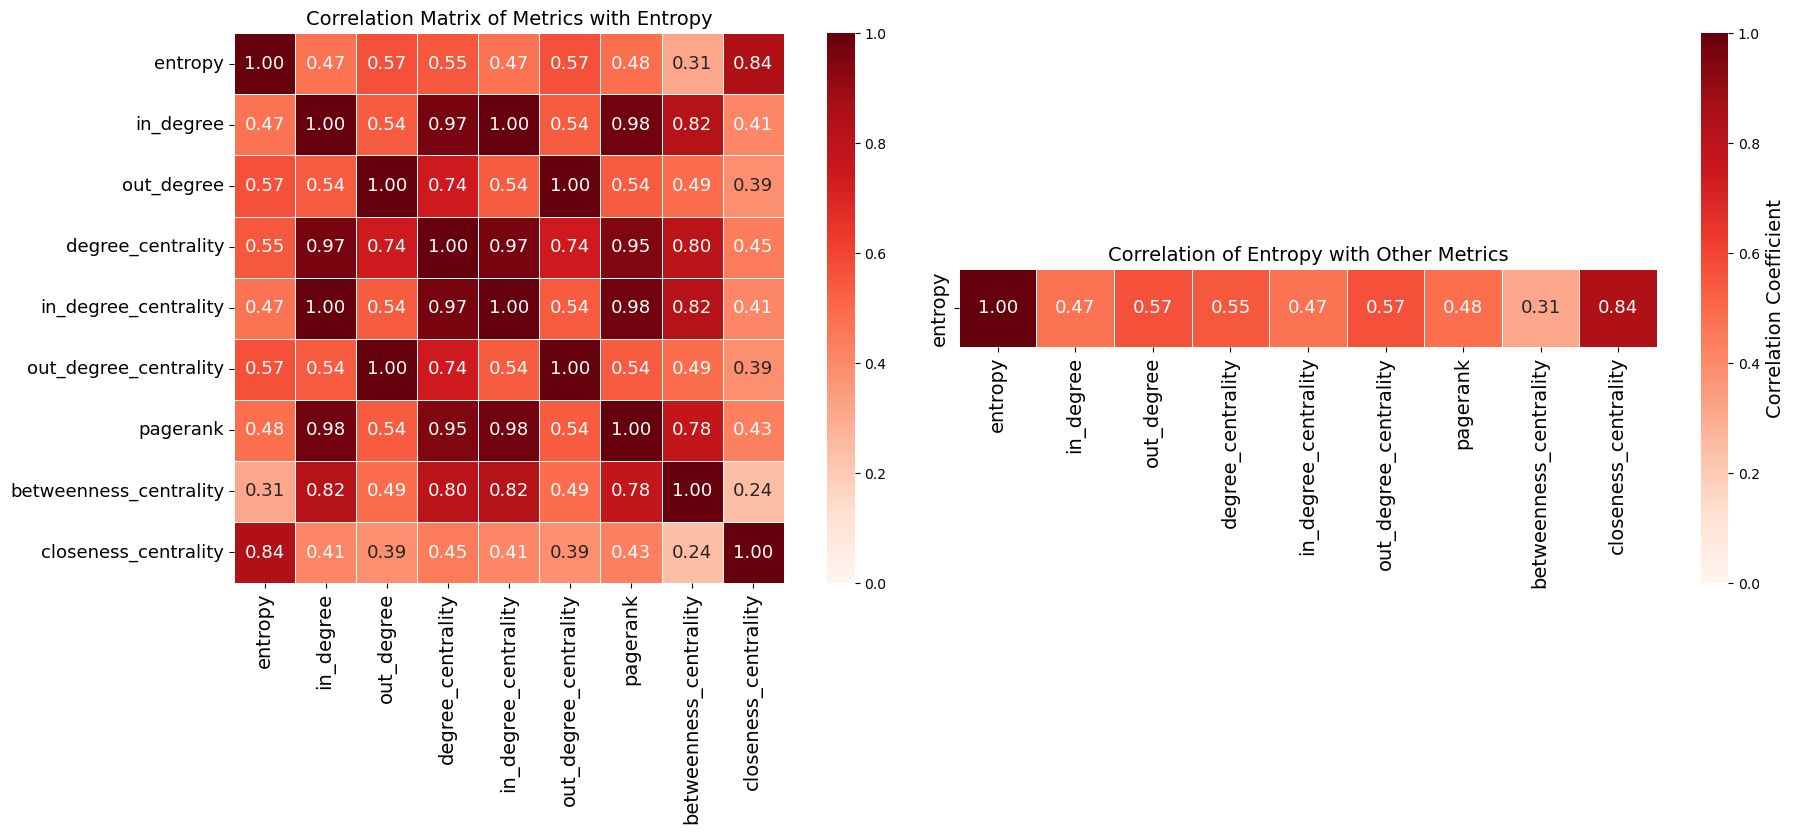 Correlation Matrix of Metrics with Entropy
entropy 1.00 0.47 0.57 0.55 0.47 0.57 0.48 0.31 0.84
in_degree 0.47 1.00 0.54 0.97 1.00 0.54 0.98 0.82 0.41
out_degree 0.57 0.54 1.00 0.74 0.54 1.00 0.54 0.49 0.39
degree_centrality 0.55 0.97 0.74 1.00 0.97 0.74 0.95 0.80 0.45
in_degree_centrality 0.47 1.00 0.54 0.97 1.00 0.54 0.98 0.82 0.41
out_degree_centrality 0.57 0.54 1.00 0.74 0.54 1.00 0.54 0.49 0.39
pagerank 0.48 0.98 0.54 0.95 0.98 0.54 1.00 0.78 0.43
betweenness_centrality 0.31 0.82 0.49 0.80 0.82 0.49 0.78 1.00 0.24
closeness_centrality 0.84 0.41 0.39 0.45 0.41 0.39 0.43 0.24 1.00
entropy
in_degree
out_degree
degree_centrality
in_degree_centrality
out_degree_centrality
pagerank
betweenness_centrality
closeness_centrality
1.0
0.8
0.6
0.4
0.2
0.0
Correlation of Entropy with Other Metrics
entropy
1.00 0.47 0.57 0.55 0.47 0.57 0.48 0.31 0.84
entropy
in_degree
out_degree
degree_centrality
in_degree_centrality
out_degree_centrality
pagerank
betweenness_centrality
closeness_centrality
1.0
0.8
0.6
0.4
0.2
0.0
Correlation Coefficient